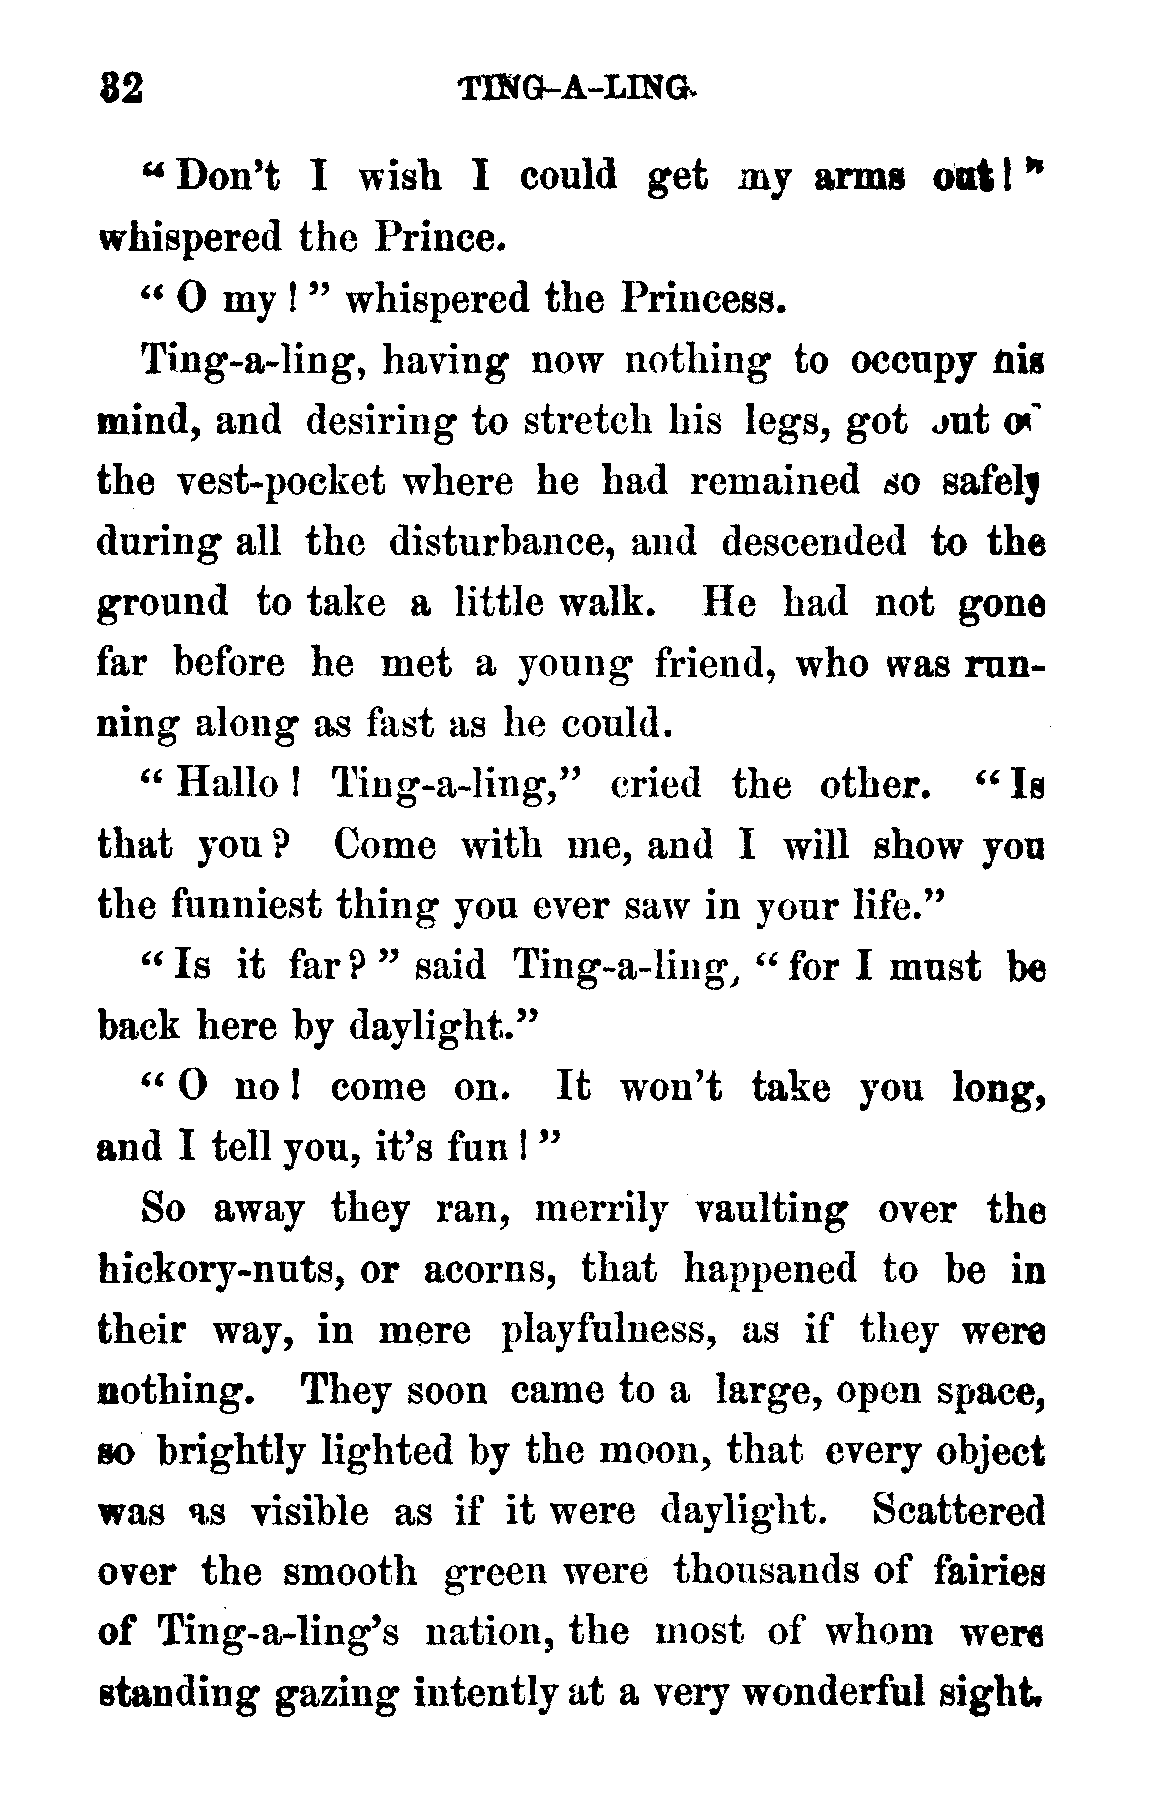 32 TING-A-LING.
"Don't I wish I could get my arms out!"
whispered the Prince.
"O my!" whispered the Princess.
Ting-a-ling, having now nothing to occupy his
mind, and desiring to stretch his legs, got out of
the vest-pocket where he had remained so safely
during all the disturbance, and descended to the
ground to take a little walk. He had not gone
far before he met a young friend, who was run-
ning along as fast as he could.
"Hallo! Ting-a-ling," cried the other. "Is
that you? Come with me, and I will show you
the funniest thing you ever saw in your life."
"Is it far?" said Ting-a-ling, "for I must be
back here by daylight."
"O no! come on. It won't take you long,
and I tell you, it's fun!"
So away they ran, merrily vaulting over the
hickory-nuts, or acorns, that happened to be in
their way, in mere playfulness, as if they were
nothing. They soon came to a large, open space,
so brightly lighted by the moon, that every object
was as visible as if it were daylight. Scattered
over the smooth green were thousands of fairies
of Ting-a-ling's nation, the most of whom were
standing gazing intently at a very wonderful sight.